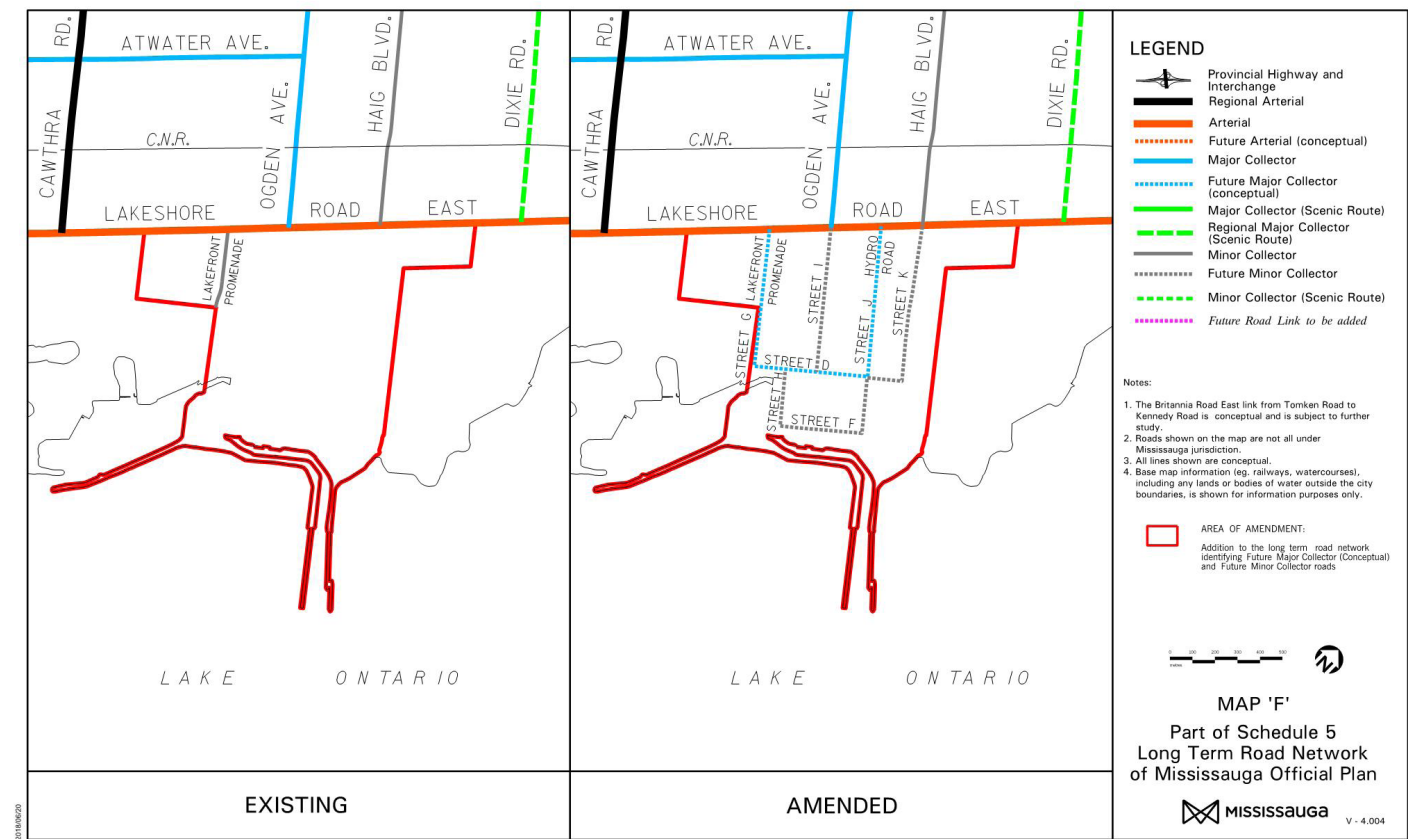 CAWTHRA RD.
ATWATER AVE.
OGDEN AVE.
HAIG BLVD.
DIXIE RD.
C.N.R.
LAKESHORE ROAD EAST
LAKEFRONT
PROMENADE
LAKE ONTARIO
EXISTING
CAWTHRA RD.
ATWATER AVE.
OGDEN AVE.
HAIG BLVD.
DIXIE RD.
C.N.R.
LAKESHORE ROAD EAST
STREET G
LAKEFRONT
PROMENADE
STREET I
STREET J
HYDRO
ROAD
STREET K
STREET D
STREET H
STREET F
LAKE ONTARIO
AMENDED
LEGEND
Provincial Highway and
Interchange
Regional Arterial
Arterial
Future Arterial (conceptual)
Major Collector
Future Major Collector
(conceptual)
Major Collector (Scenic Route)
Regional Major Collector
(Scenic Route)
Minor Collector
Future Minor Collector
Minor Collector (Scenic Route)
Future Road Link to be added
Notes:
1. The Britannia Road East link from Tomken Road to
Kennedy Road is conceptual and is subject to further
study.
2. Roads shown on the map are not all under
Mississauga jurisdiction.
3. All lines shown are conceptual.
4. Base map information (eg. railways, watercourses),
including any lands or bodies of water outside the city
boundaries, is shown for information purposes only.
AREA OF AMENDMENT:
Addition to the long term road network
identifying Future Major Collector (Conceptual)
and Future Minor Collector roads
0 100 200 300 400 500
metres
MAP 'F'
Part of Schedule 5
Long Term Road Network
of Mississauga Official Plan
MISSISSAUGA
V - 4.004
2018/06/20